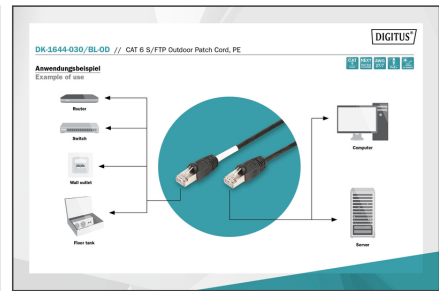 DIGITUS®
DK-1644-030/BL-OD // CAT 6 S/FTP Outdoor Patch Cord, PE
Anwendungsbeispiel
Example of use
Router
Switch
Wall outlet
Floor tank
Computer
Server